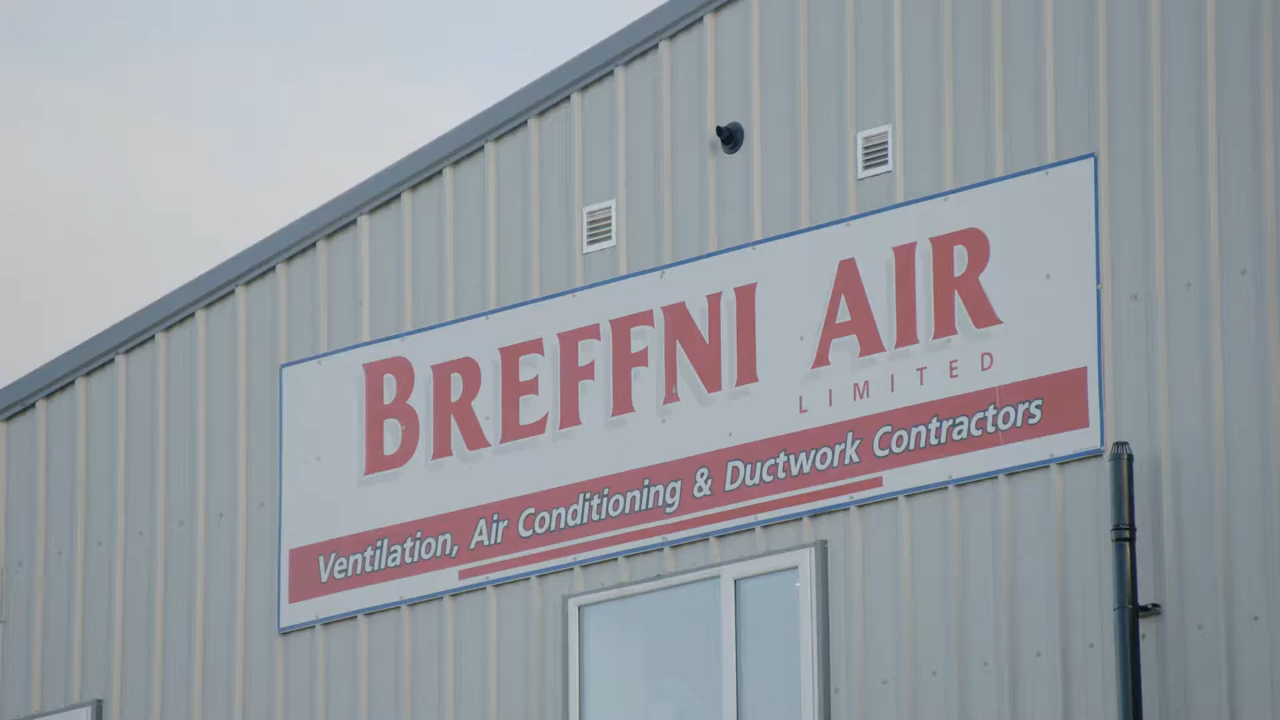 BREFFNI AIR
LIMITED
Ventilation, Air Conditioning & Ductwork Contractors